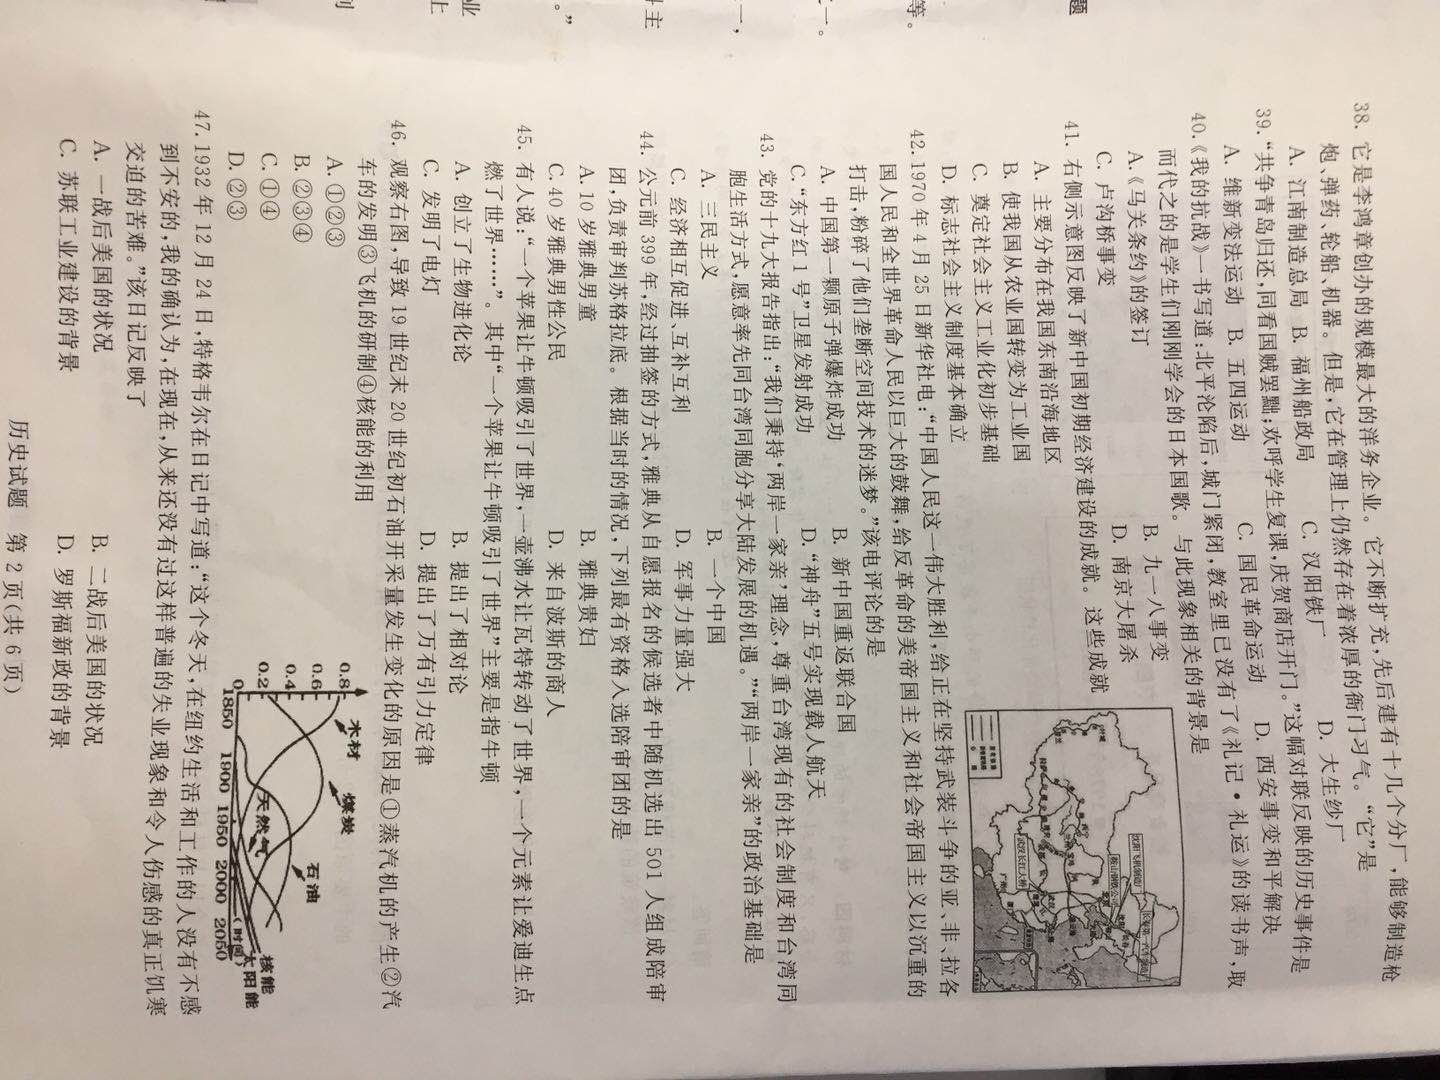 38. 它是李鸿章创办的规模最大的洋务企业。它不断扩充,先后建有十几个分厂,能够制造枪
炮、弹药、轮船、机器。但是,它在管理上仍然存在着浓厚的衙门习气。“它”是
A. 江南制造总局 B. 福州船政局 C. 汉阳铁厂 D. 大生纱厂
39. “共争青岛归还,同看国贼罢黜;欢呼学生复课,庆贺商店开门。”这幅对联反映的历史事件是
A. 维新变法运动 B. 五四运动 C. 国民革命运动 D. 西安事变和平解决
40.《我的抗战》一书写道:北平沦陷后,城门紧闭,教室里已没有了《礼记·礼运》的读书声,取
而代之的是学生们刚刚学会的日本国歌。与此现象相关的背景是
A.《马关条约》的签订 B. 九一八事变
C. 卢沟桥事变 D. 南京大屠杀
41. 右侧示意图反映了新中国初期经济建设的成就。这些成就
A. 主要分布在我国东南沿海地区
B. 使我国从农业国转变为工业国
C. 奠定社会主义工业化初步基础
D. 标志社会主义制度基本确立
42. 1970 年 4 月 25 日新华社电:“中国人民这一伟大胜利,给正在坚持武装斗争的亚、非、拉各
国人民和全世界革命人民以巨大的鼓舞,给反革命的美帝国主义和社会帝国主义以沉重的
打击,粉碎了他们垄断空间技术的迷梦。”该电评论的是
A. 中国第一颗原子弹爆炸成功 B. 新中国重返联合国
C. “东方红 1 号”卫星发射成功 D. “神舟”五号实现载人航天
43. 党的十九大报告指出:“我们秉持‘两岸一家亲’理念,尊重台湾现有的社会制度和台湾同
胞生活方式,愿意率先同台湾同胞分享大陆发展的机遇。”“两岸一家亲”的政治基础是
A. 三民主义 B. 一个中国
C. 经济相互促进、互补互利 D. 军事力量强大
44. 公元前 399 年,经过抽签的方式,雅典从自愿报名的候选者中随机选出 501 人组成陪审
团,负责审判苏格拉底。根据当时的情况,下列最有资格入选陪审团的是
A. 10 岁雅典男童 B. 雅典贵妇
C. 40 岁雅典男性公民 D. 来自波斯的商人
45. 有人说:“一个苹果让牛顿吸引了世界,一壶沸水让瓦特转动了世界,一个元素让爱迪生点
燃了世界……”。其中“一个苹果让牛顿吸引了世界”主要是指牛顿
A. 创立了生物进化论 B. 提出了相对论
C. 发明了电灯 D. 提出了万有引力定律
46. 观察右图,导致 19 世纪末 20 世纪初石油开采量发生变化的原因是①蒸汽机的产生②汽
车的发明③飞机的研制④核能的利用
A. ①②③
B. ②③④
C. ①④
D. ②③
0.8
0.6
0.4
0.2
0
木材
煤炭
石油
天然气
核能
太阳能
1850 1900 1950 2000 2050
(时间)
47. 1932 年 12 月 24 日,特格韦尔在日记中写道:“这个冬天,在纽约生活和工作的人没有不感
到不安的,我的确认为,在现在,从来还没有过这样普遍的失业现象和令人伤感的真正饥寒
交迫的苦难。”该日记反映了
A. 一战后美国的状况 B. 二战后美国的状况
C. 苏联工业建设的背景 D. 罗斯福新政的背景
历史试题 第 2 页(共 6 页)